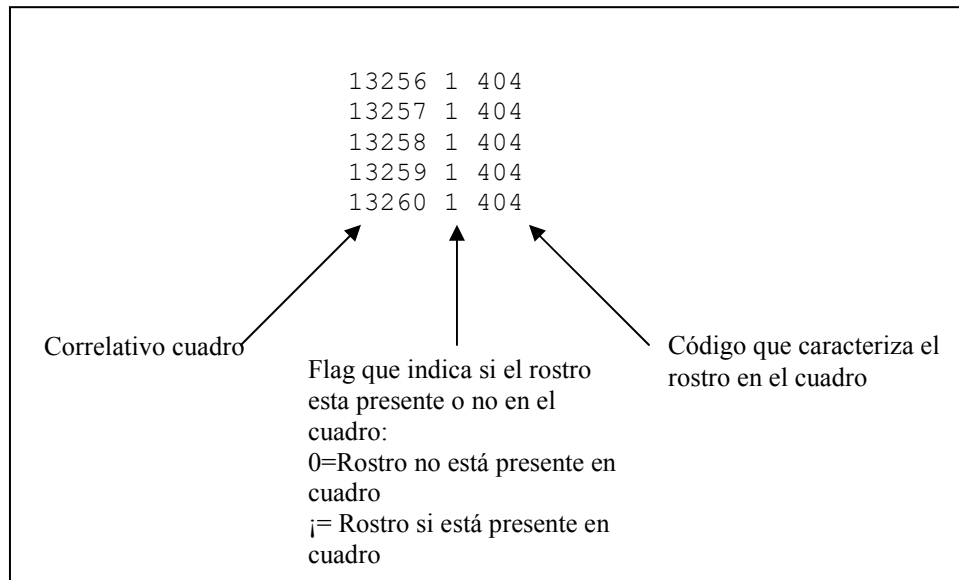 13256 1 404
13257 1 404
13258 1 404
13259 1 404
13260 1 404
Correlativo cuadro
Flag que indica si el rostro
esta presente o no en el
cuadro:
0=Rostro no está presente en
cuadro
¡= Rostro si está presente en
cuadro
Código que caracteriza el
rostro en el cuadro